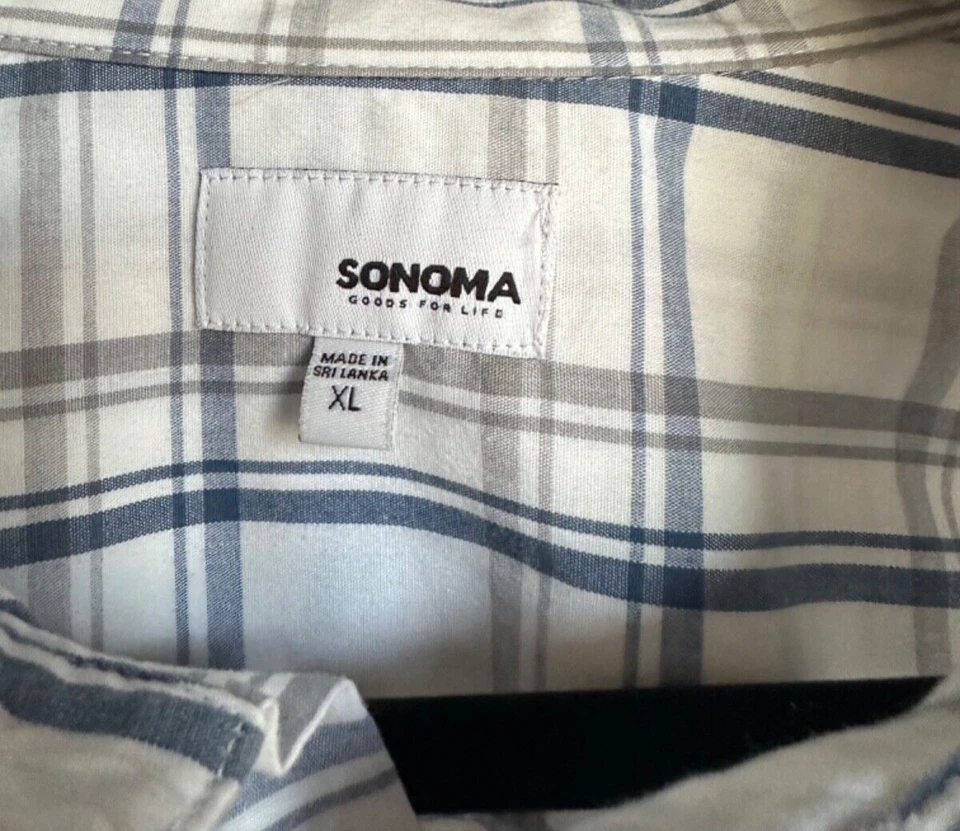 SONOMA
GOODS FOR LIFE
MADE IN
SRI LANKA
XL